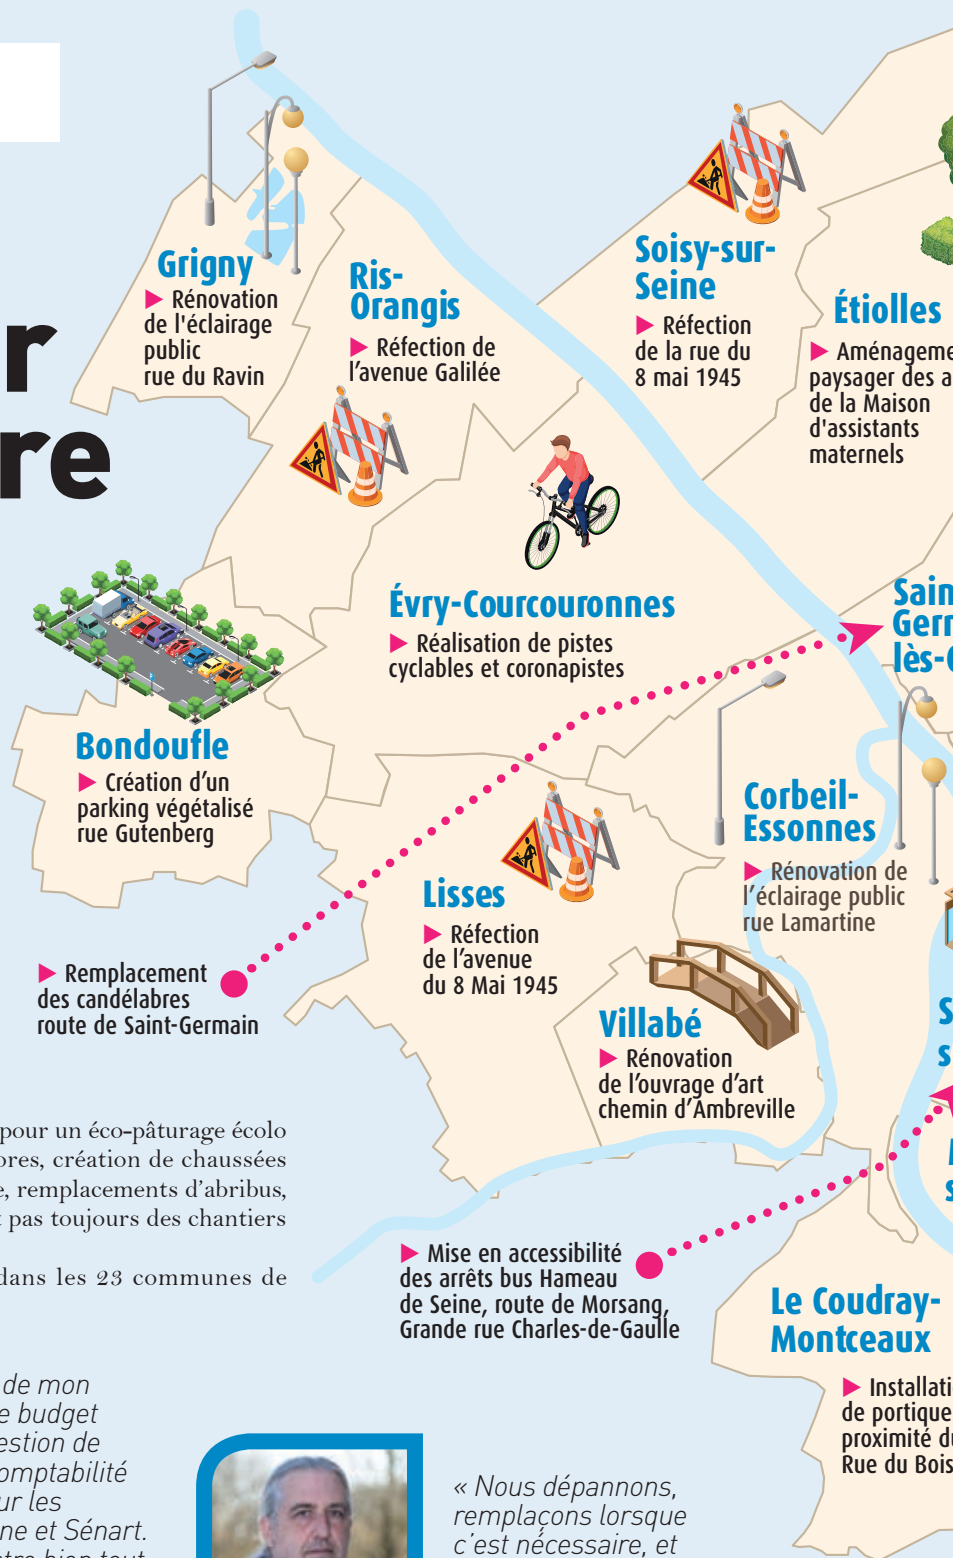 r
re
Grigny
▶ Rénovation
de l'éclairage
public
rue du Ravin
Ris-
Orangis
▶ Réfection de
l'avenue Galilée
Soisy-sur-
Seine
▶ Réfection
de la rue du
8 mai 1945
Étiolles
▶ Aménageme
paysager des a
de la Maison
d'assistants
maternels
Évry-Courcouronnes
▶ Réalisation de pistes
cyclables et coronapistes
Sain
Germ
lès-C
Bondoufle
▶ Création d'un
parking végétalisé
rue Gutenberg
Corbeil-
Essonnes
▶ Rénovation de
l'éclairage public
rue Lamartine
Lisses
▶ Réfection
de l'avenue
du 8 Mai 1945
▶ Remplacement
des candélabres
route de Saint-Germain
Villabé
▶ Rénovation
de l'ouvrage d'art
chemin d'Ambreville
S
s
s
pour un éco-pâturage écolo
ores, création de chaussées
e, remplacements d'abribus,
t pas toujours des chantiers
dans les 23 communes de
▶ Mise en accessibilité
des arrêts bus Hameau
de Seine, route de Morsang,
Grande rue Charles-de-Gaulle
Le Coudray-
Montceaux
▶ Installati
de portique
proximité du
Rue du Bois
de mon
e budget
estion de
omptabilité
ur les
ne et Sénart.
« Nous dépannons,
remplaçons lorsque
c'est nécessaire, et